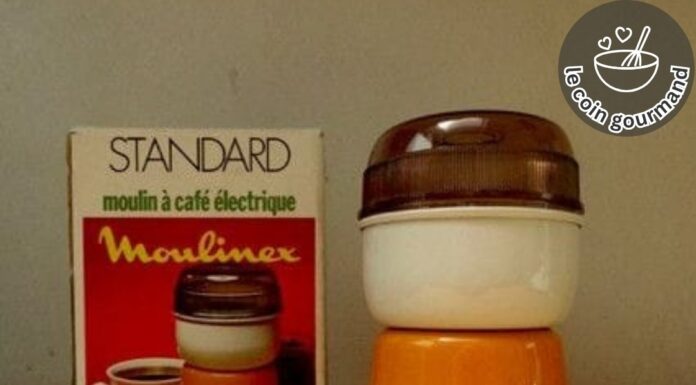 STANDARD
moulin à café électrique
Moulinex
le coin gourmand